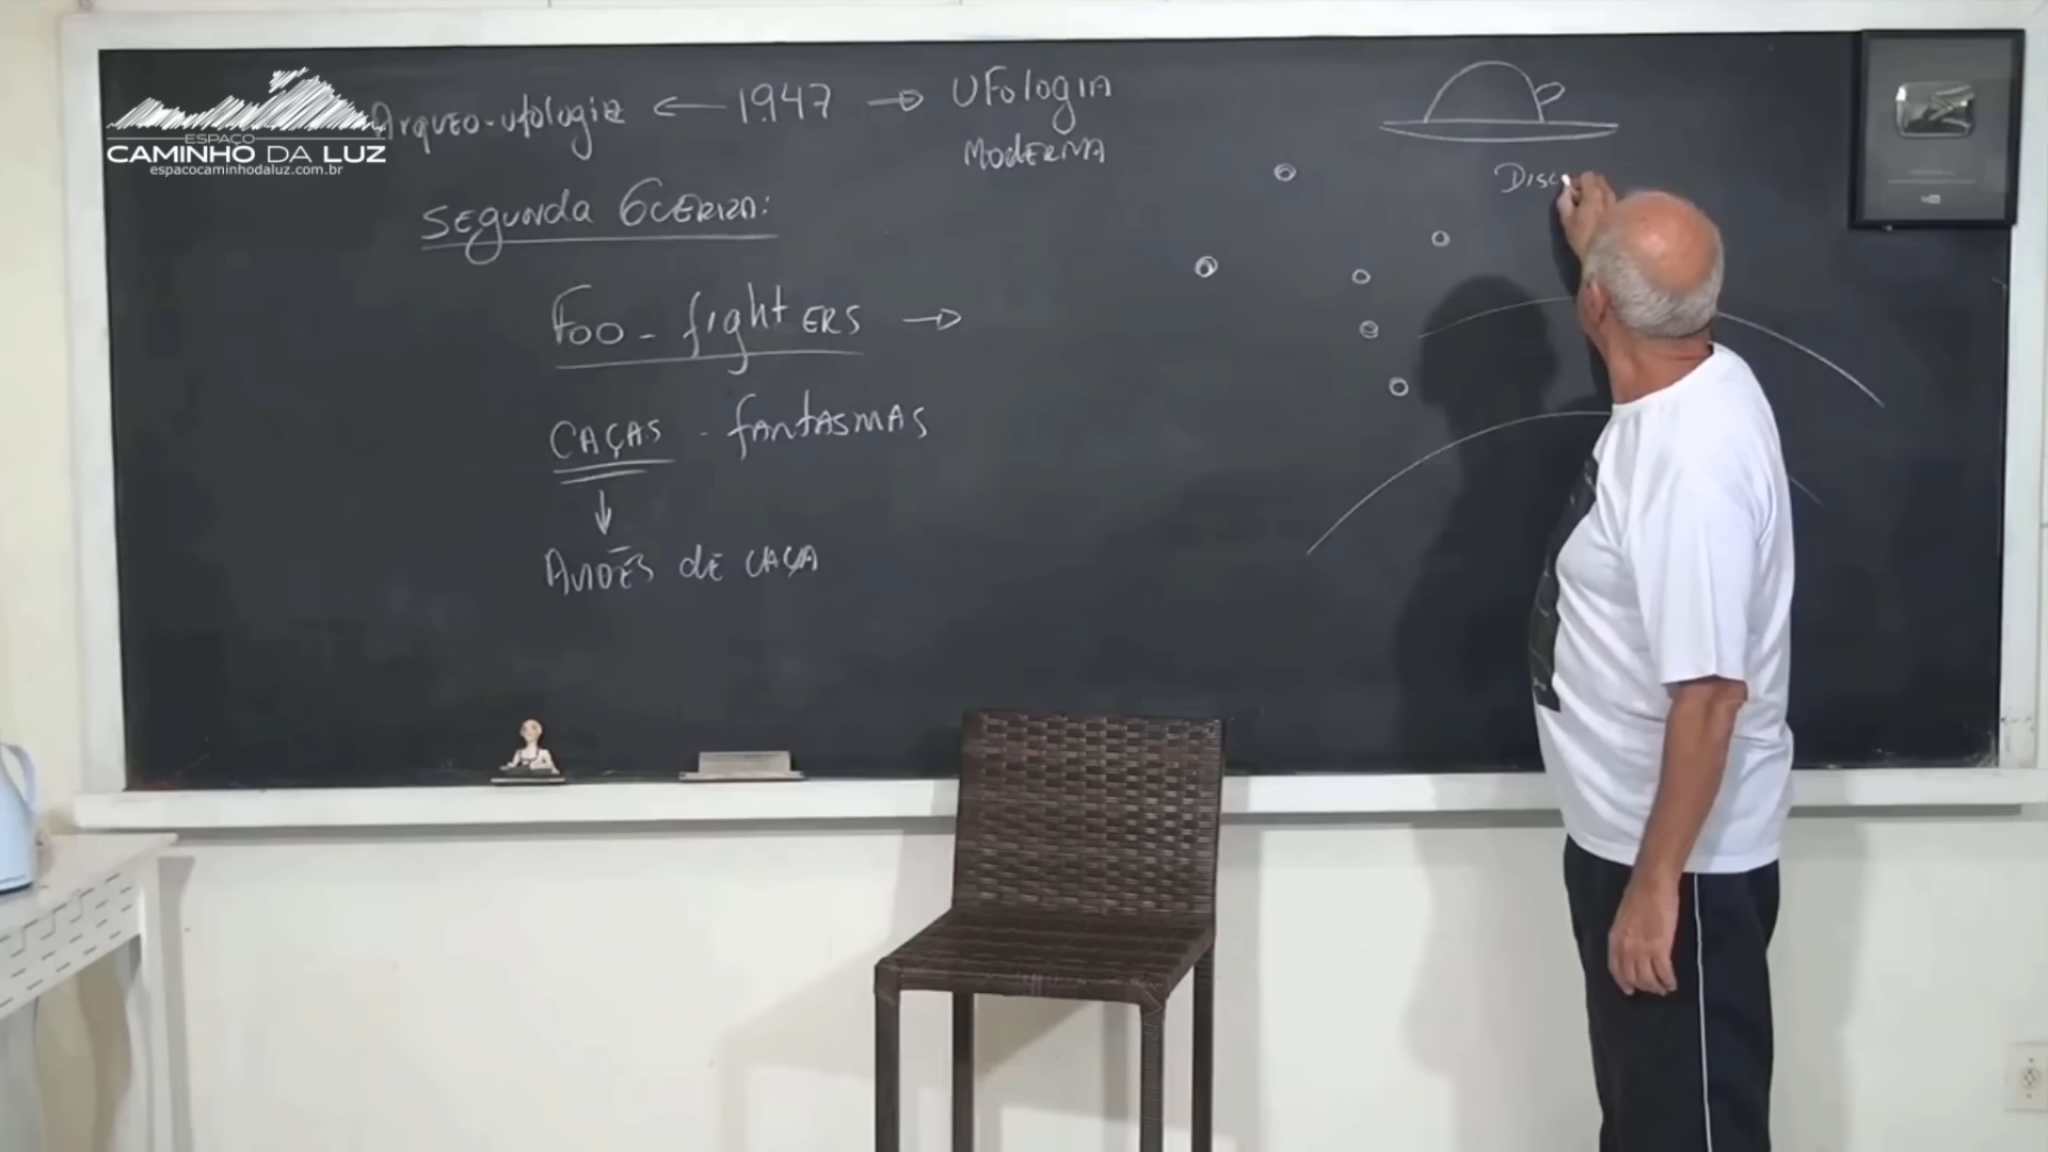 ESPAÇO
CAMINHO DA LUZ
espacocaminhodaluz.com.br
Arqueo-ufologia ← 1947 → UFologia
MODERNA
Segunda GUERRA:
Disc
Foo-fighters →
CAÇAS - fantasmas
↓
AVIÕES de CAÇA